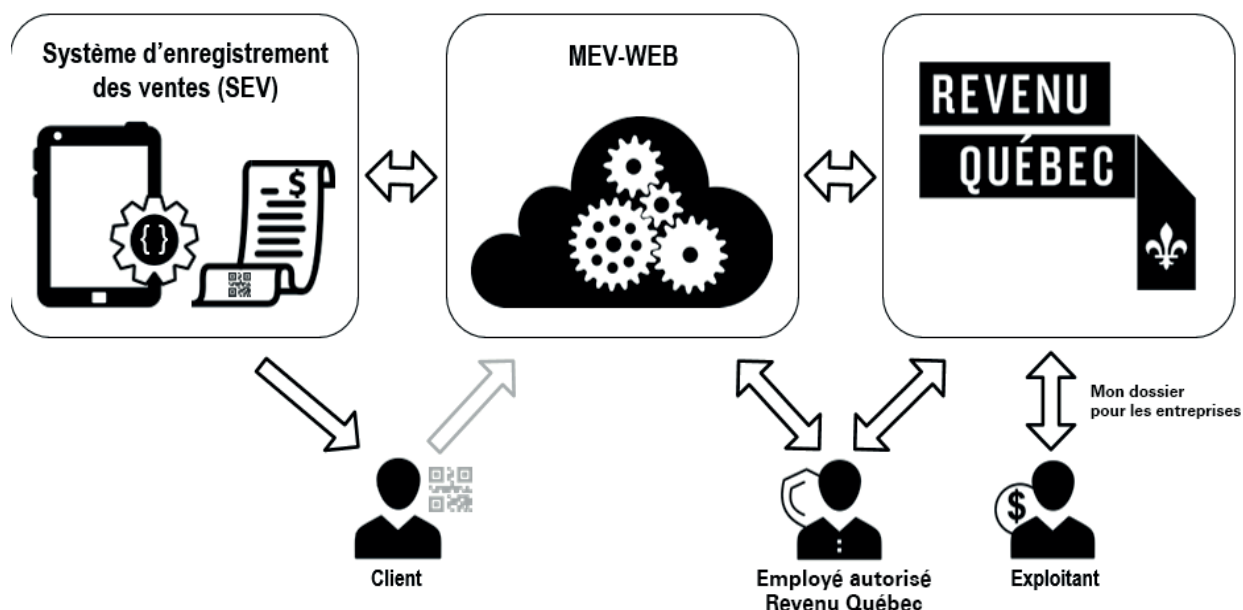 Système d'enregistrement
des ventes (SEV)
MEV-WEB
REVENU
QUÉBEC
{}
$
Mon dossier
pour les entreprises
$
Client
Employé autorisé
Revenu Québec
Exploitant